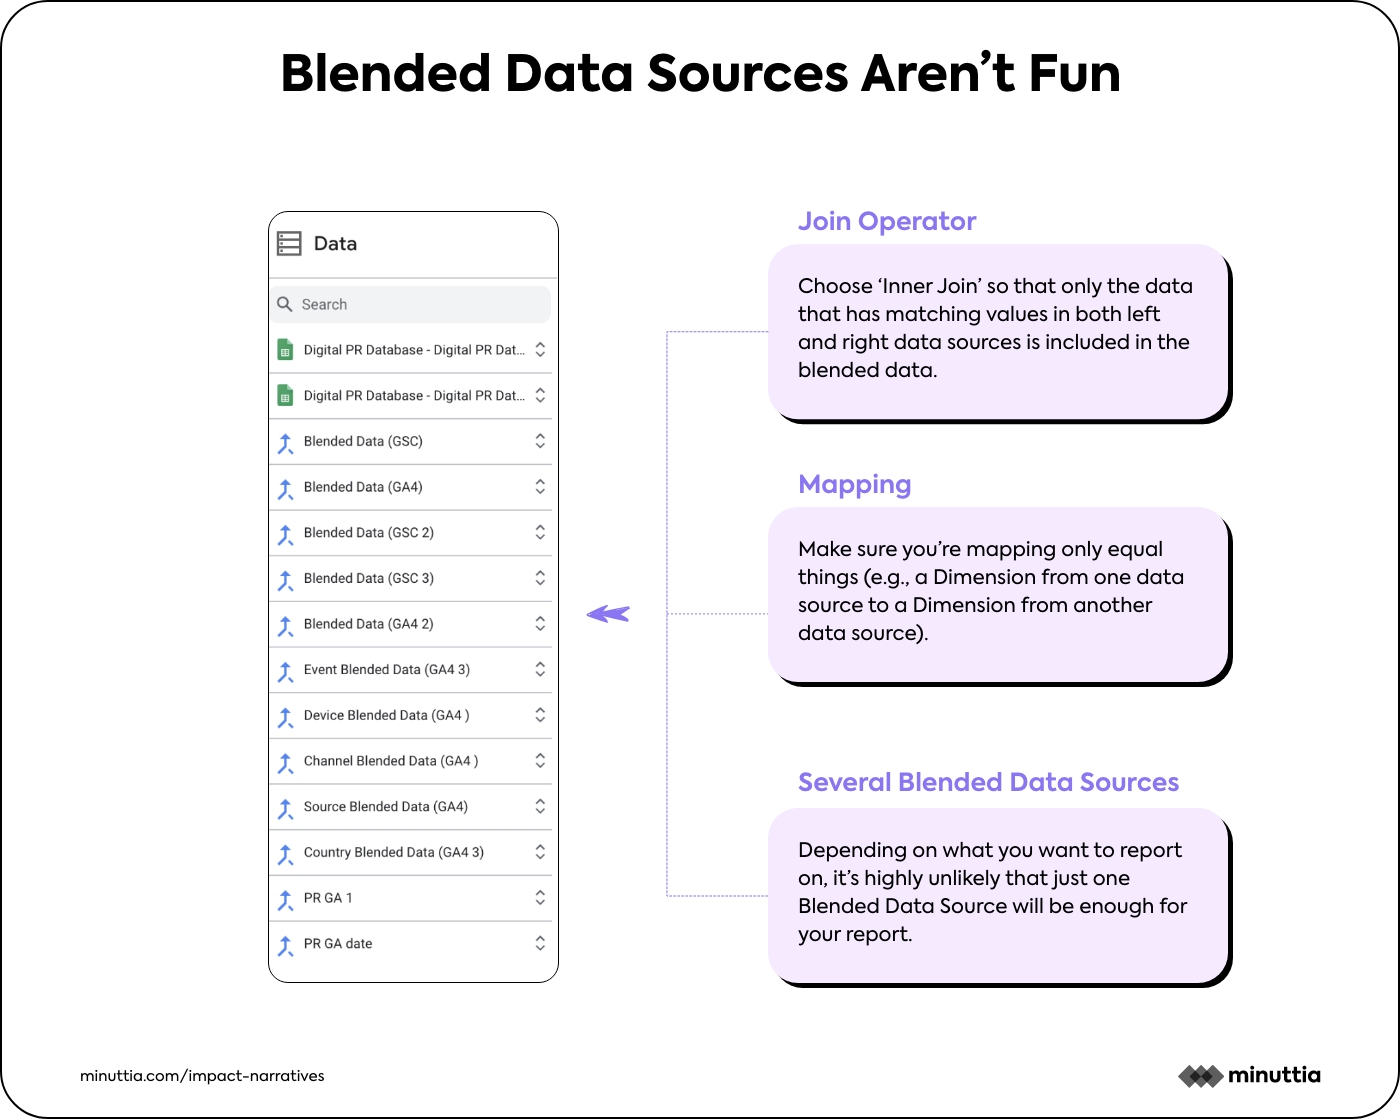 Blended Data Sources Aren’t Fun
Data
Search
Digital PR Database - Digital PR Dat...
Digital PR Database - Digital PR Dat...
Blended Data (GSC)
Blended Data (GA4)
Blended Data (GSC 2)
Blended Data (GSC 3)
Blended Data (GA4 2)
Event Blended Data (GA4 3)
Device Blended Data (GA4 )
Channel Blended Data (GA4 )
Source Blended Data (GA4)
Country Blended Data (GA4 3)
PR GA 1
PR GA date
Join Operator
Choose ‘Inner Join’ so that only the data
that has matching values in both left
and right data sources is included in the
blended data.
Mapping
Make sure you’re mapping only equal
things (e.g., a Dimension from one data
source to a Dimension from another
data source).
Several Blended Data Sources
Depending on what you want to report
on, it’s highly unlikely that just one
Blended Data Source will be enough for
your report.
minuttia.com/impact-narratives
minuttia